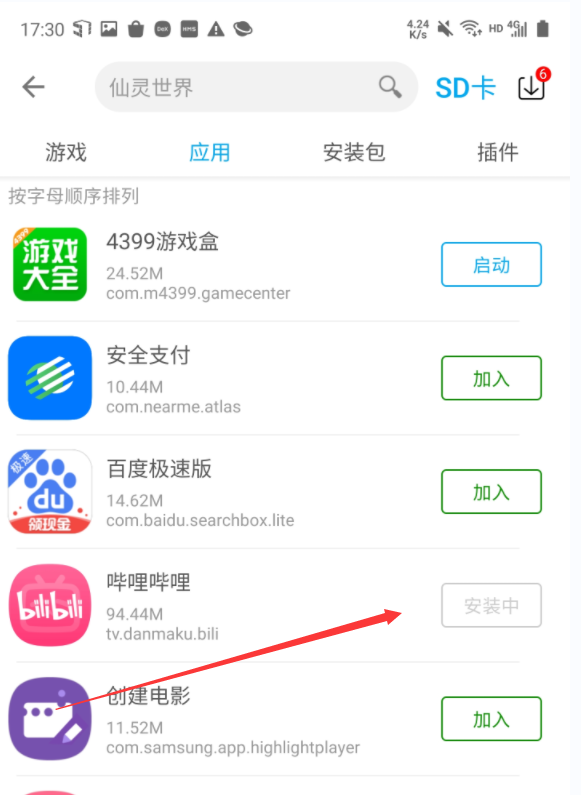 17:30
DeX
HMS
4.24
K/s
HD
4G
仙灵世界
SD卡
6
游戏
应用
安装包
插件
按字母顺序排列
4399
游戏
大全
4399游戏盒
24.52M
com.m4399.gamecenter
启动
安全支付
10.44M
com.nearme.atlas
加入
极速
du
领现金
百度极速版
14.62M
com.baidu.searchbox.lite
加入
bilibili
哔哩哔哩
94.44M
tv.danmaku.bili
安装中
创建电影
11.52M
com.samsung.app.highlightplayer
加入